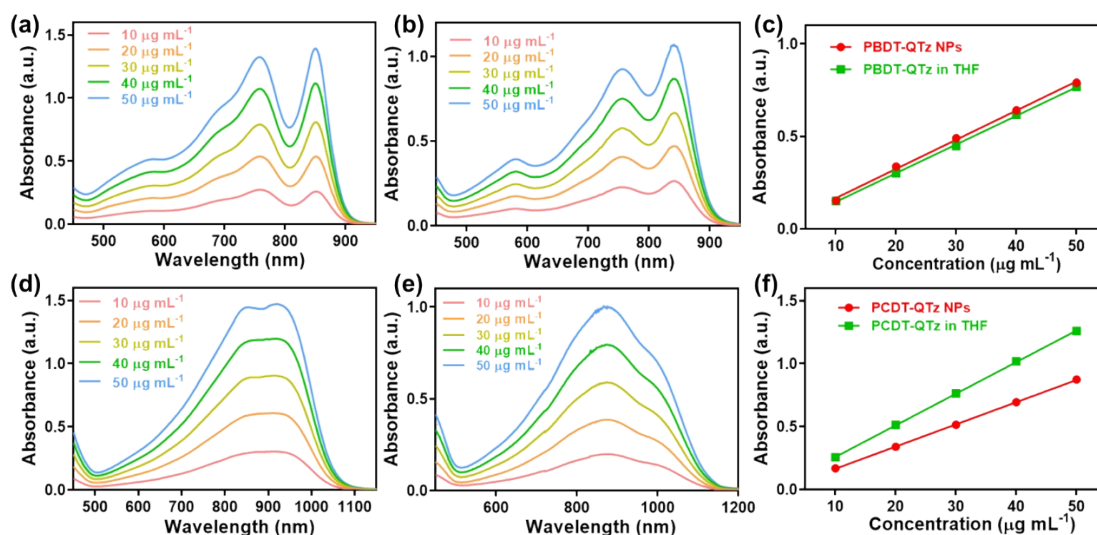 (a)
10 μg mL⁻¹
20 μg mL⁻¹
30 μg mL⁻¹
40 μg mL⁻¹
50 μg mL⁻¹
Absorbance (a.u.)
1.5
1.0
0.5
0.0
500 600 700 800 900
Wavelength (nm)
(b)
10 μg mL⁻¹
20 μg mL⁻¹
30 μg mL⁻¹
40 μg mL⁻¹
50 μg mL⁻¹
Absorbance (a.u.)
1.0
0.5
0.0
500 600 700 800 900
Wavelength (nm)
(c)
PBDT-QTz NPs
PBDT-QTz in THF
Absorbance (a.u.)
1.0
0.5
0.0
10 20 30 40 50
Concentration (μg mL⁻¹)
(d)
10 μg mL⁻¹
20 μg mL⁻¹
30 μg mL⁻¹
40 μg mL⁻¹
50 μg mL⁻¹
Absorbance (a.u.)
1.5
1.0
0.5
0.0
500 600 700 800 900 1000 1100
Wavelength (nm)
(e)
10 μg mL⁻¹
20 μg mL⁻¹
30 μg mL⁻¹
40 μg mL⁻¹
50 μg mL⁻¹
Absorbance (a.u.)
1.0
0.5
0.0
600 800 1000 1200
Wavelength (nm)
(f)
PCDT-QTz NPs
PCDT-QTz in THF
Absorbance (a.u.)
1.5
1.0
0.5
0.0
10 20 30 40 50
Concentration (μg mL⁻¹)